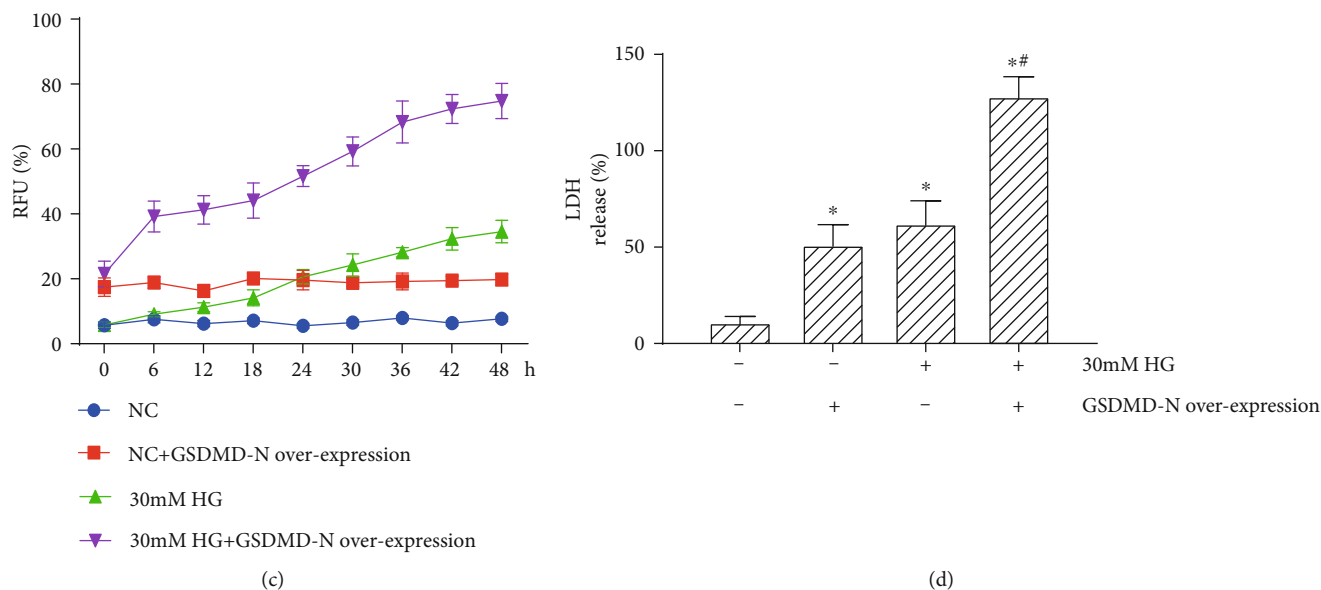 100
80
60
40
20
0
RFU (%)
0 6 12 18 24 30 36 42 48 h
NC
NC+GSDMD-N over-expression
30mM HG
30mM HG+GSDMD-N over-expression
(c)
150
100
50
0
LDH
release (%)
*
*
*#
− − + + 30mM HG
− + − + GSDMD-N over-expression
(d)